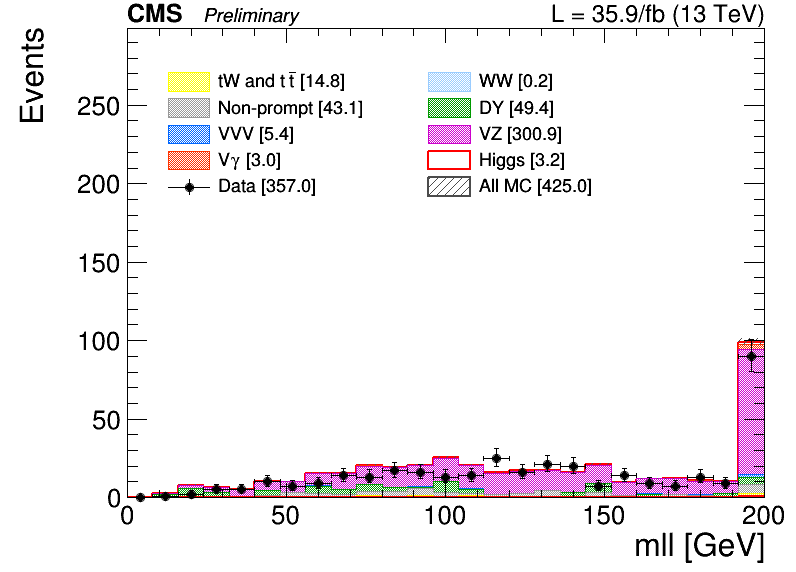 CMS Preliminary L = 35.9/fb (13 TeV)
Events
tW and t t̅ [14.8] WW [0.2]
Non-prompt [43.1] DY [49.4]
VVV [5.4] VZ [300.9]
Vγ [3.0] Higgs [3.2]
Data [357.0] All MC [425.0]
250
200
150
100
50
0
0 50 100 150 200
mll [GeV]